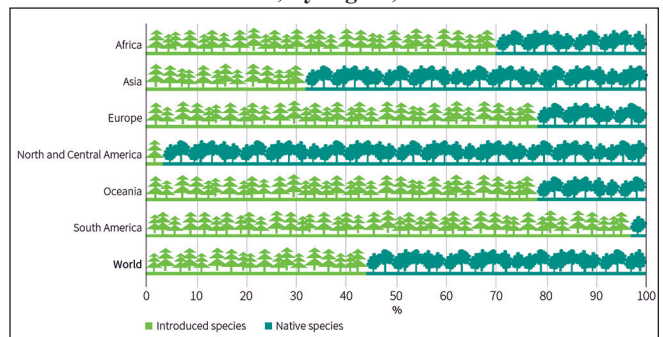 Africa
Asia
Europe
North and Central America
Oceania
South America
World
0 10 20 30 40 50 60 70 80 90 100
%
Introduced species Native species